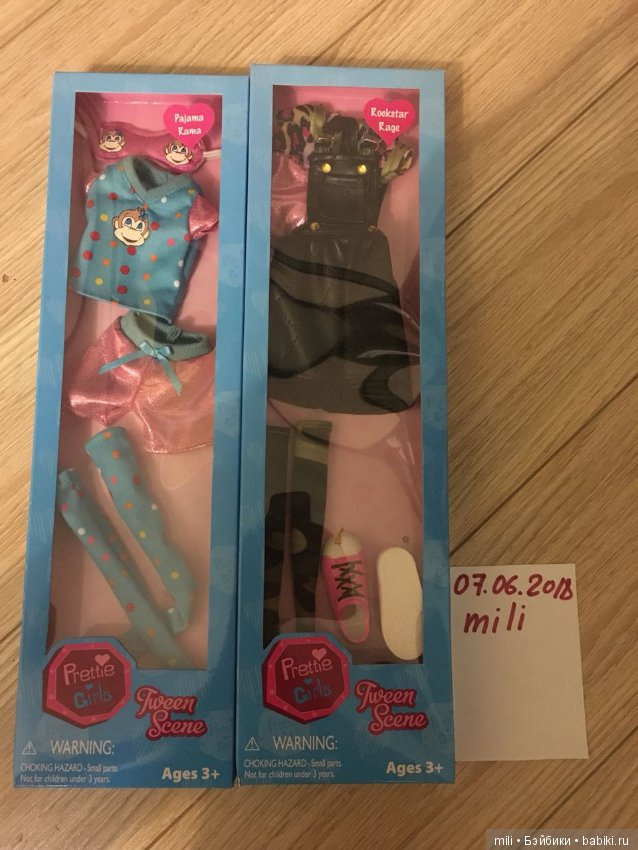 Pajama
Rama
Prettie
Girls
Tween
Scene
WARNING:
CHOKING HAZARD - Small parts.
Not for children under 3 years.
Ages 3+
Rockstar
Rage
Prettie
Girls
Tween
Scene
WARNING:
CHOKING HAZARD - Small parts.
Not for children under 3 years.
Ages 3+
07.06.2018
mili
mili • Бэйбики • babiki.ru